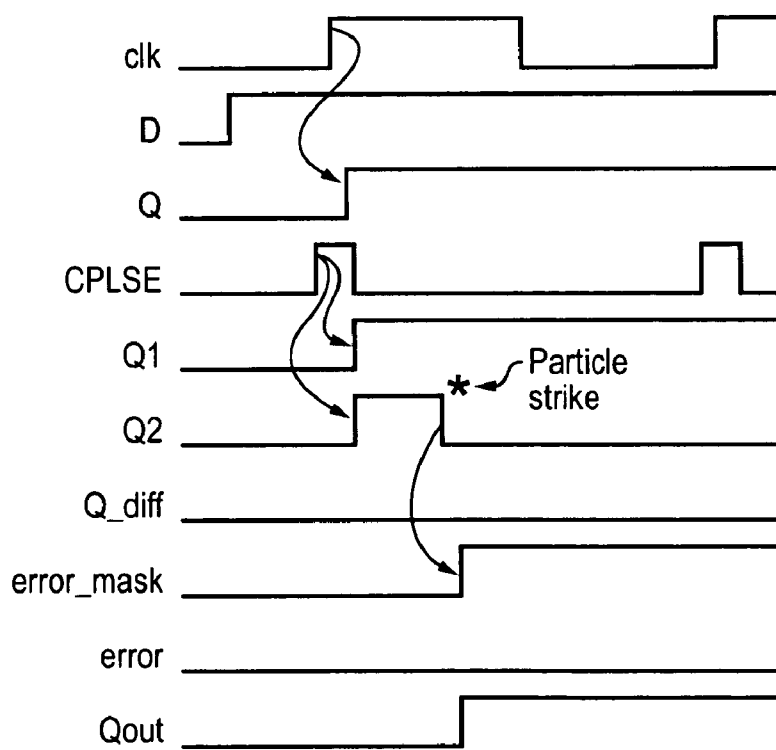 clk
D
Q
CPLSE
Q1
Particle
strike
Q2
Q_diff
error_mask
error
Qout